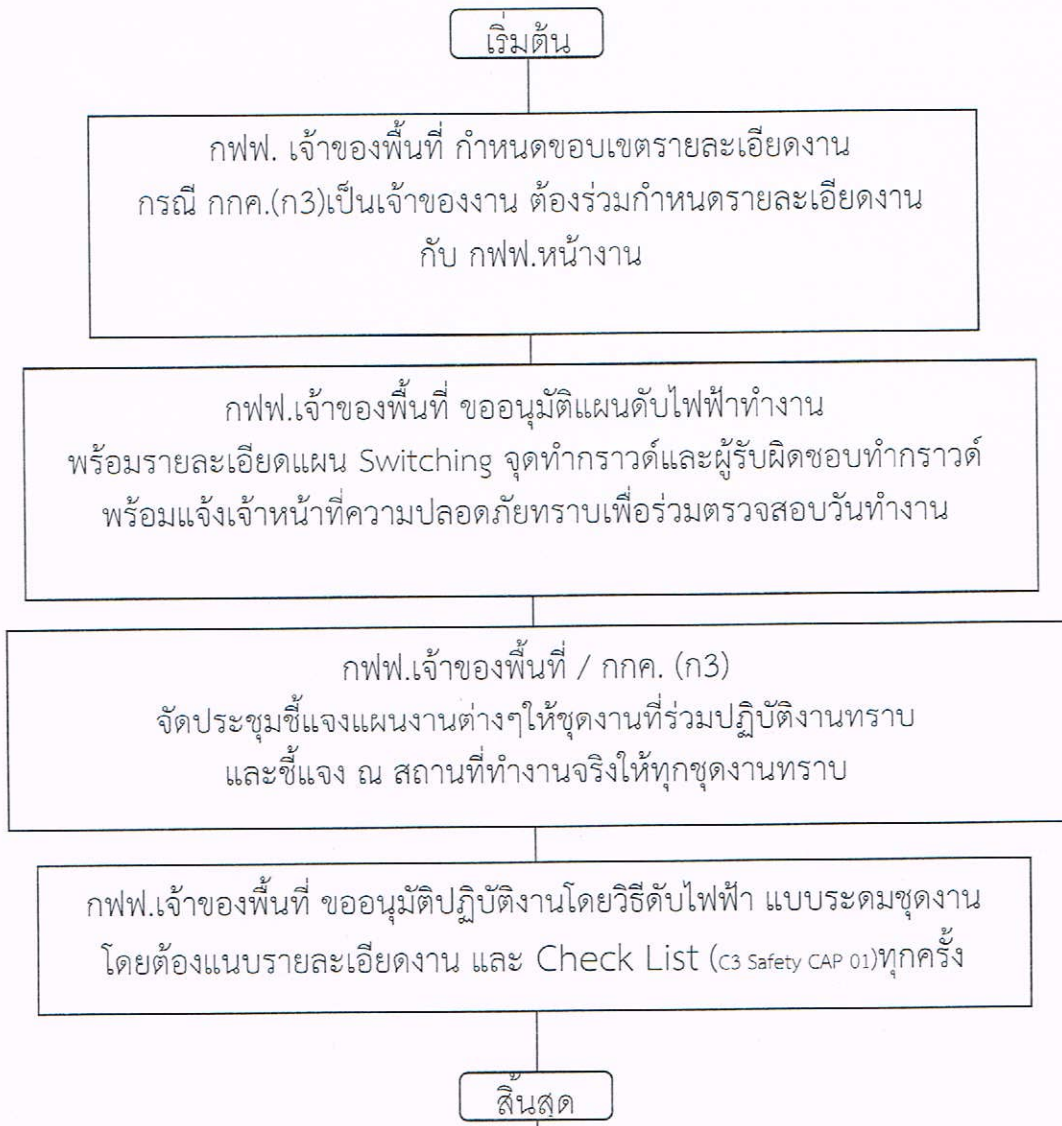 เริ่มต้น
กฟฟ. เจ้าของพื้นที่ กำหนดขอบเขตรายละเอียดงาน
กรณี กกค.(ก3)เป็นเจ้าของงาน ต้องร่วมกำหนดรายละเอียดงาน
กับ กฟฟ.หน้างาน
กฟฟ.เจ้าของพื้นที่ ขออนุมัติแผนดับไฟฟ้าทำงาน
พร้อมรายละเอียดแผน Switching จุดทำกราวด์และผู้รับผิดชอบทำกราวด์
พร้อมแจ้งเจ้าหน้าที่ความปลอดภัยทราบเพื่อร่วมตรวจสอบวันทำงาน
กฟฟ.เจ้าของพื้นที่ / กกค. (ก3)
จัดประชุมชี้แจงแผนงานต่างๆให้ชุดงานที่ร่วมปฏิบัติงานทราบ
และชี้แจง ณ สถานที่ทำงานจริงให้ทุกชุดงานทราบ
กฟฟ.เจ้าของพื้นที่ ขออนุมัติปฏิบัติงานโดยวิธีดับไฟฟ้า แบบระดมชุดงาน
โดยต้องแนบรายละเอียดงาน และ Check List (C3 Safety CAP 01)ทุกครั้ง
สิ้นสุด